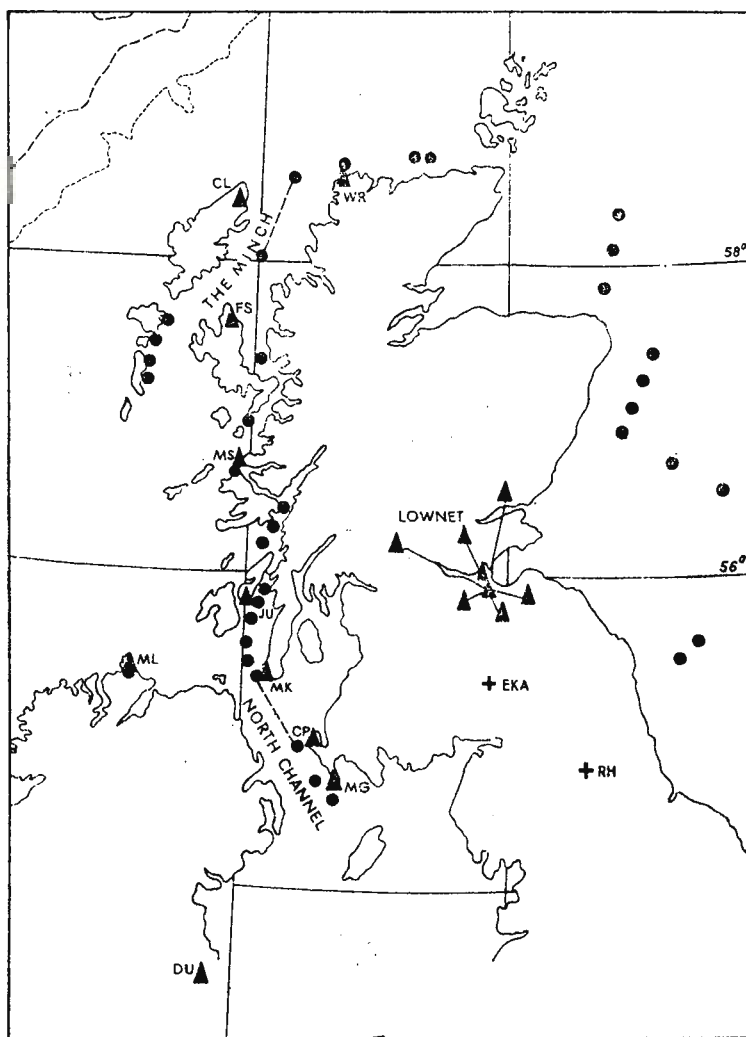 CL
WR
THE MINCH
58°
FS
MS
LOWNET
56°
JU
ML
MK
EKA
CP
NORTH CHANNEL
RH
MG
DU